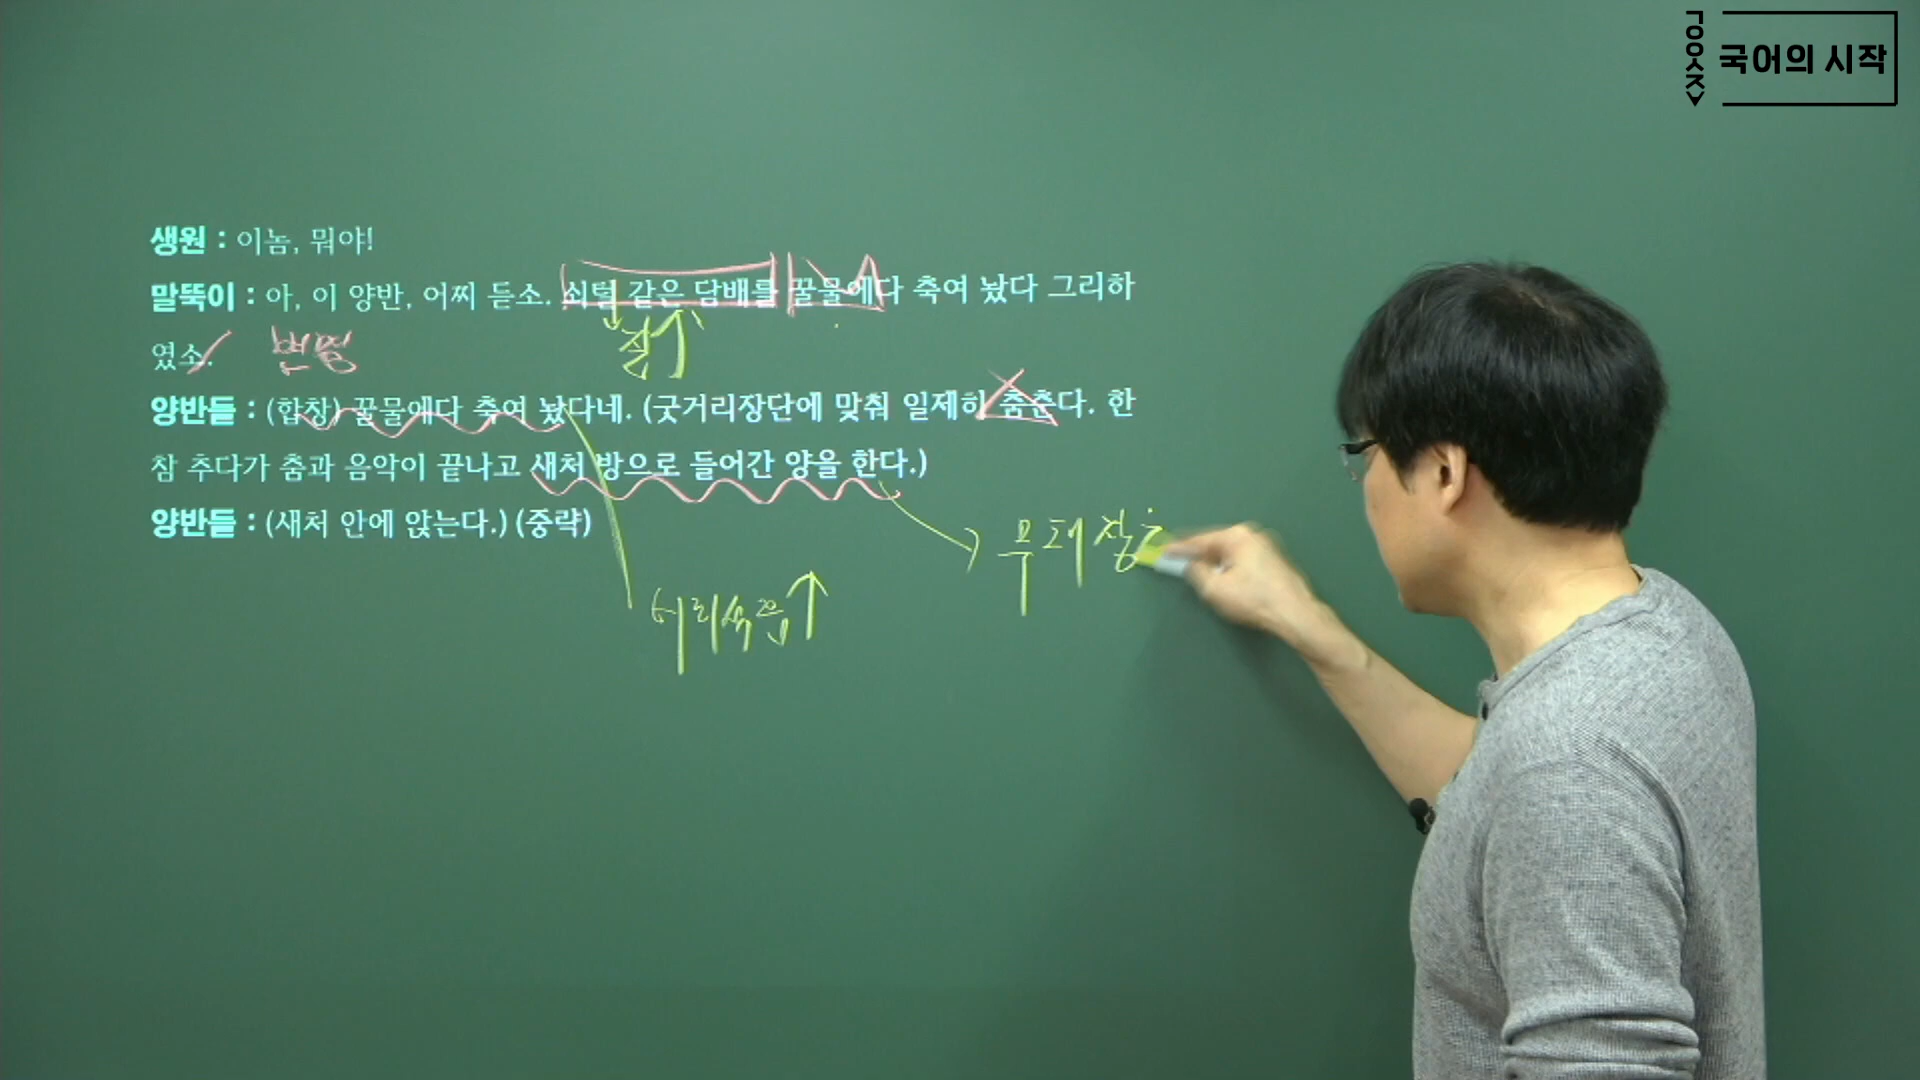 국어의 시작
생원 : 이놈, 뭐야!
말뚝이 : 아, 이 양반, 어찌 듣소. 쇠털 같은 담배를 꿀물에다 축여 놨다 그리하
였소. 변명
질↑
양반들 : (합창) 꿀물에다 축여 놨다네. (굿거리장단에 맞춰 일제히 춤춘다. 한
참 추다가 춤과 음악이 끝나고 새처 방으로 들어간 양을 한다.)
양반들 : (새처 안에 앉는다.) (중략)
→ 무대
어리석음↑